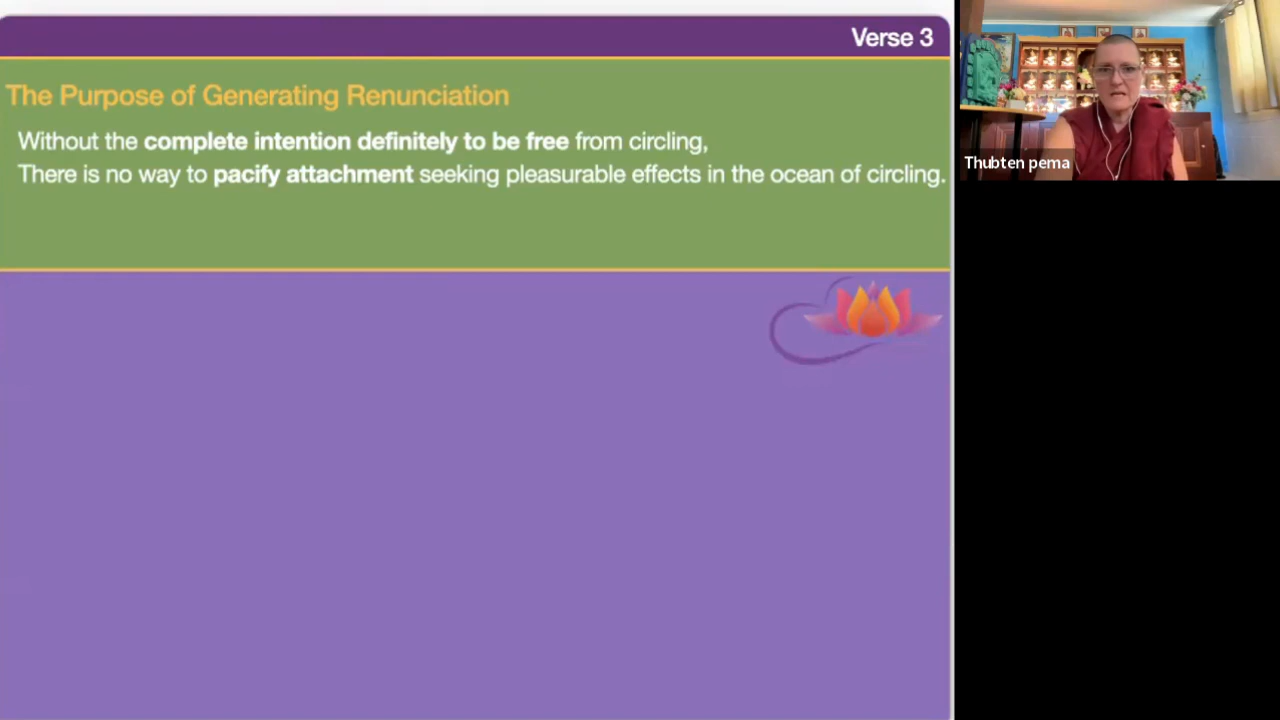 Verse 3
The Purpose of Generating Renunciation
Without the complete intention definitely to be free from circling,
There is no way to pacify attachment seeking pleasurable effects in the ocean of circling.
Thubten pema